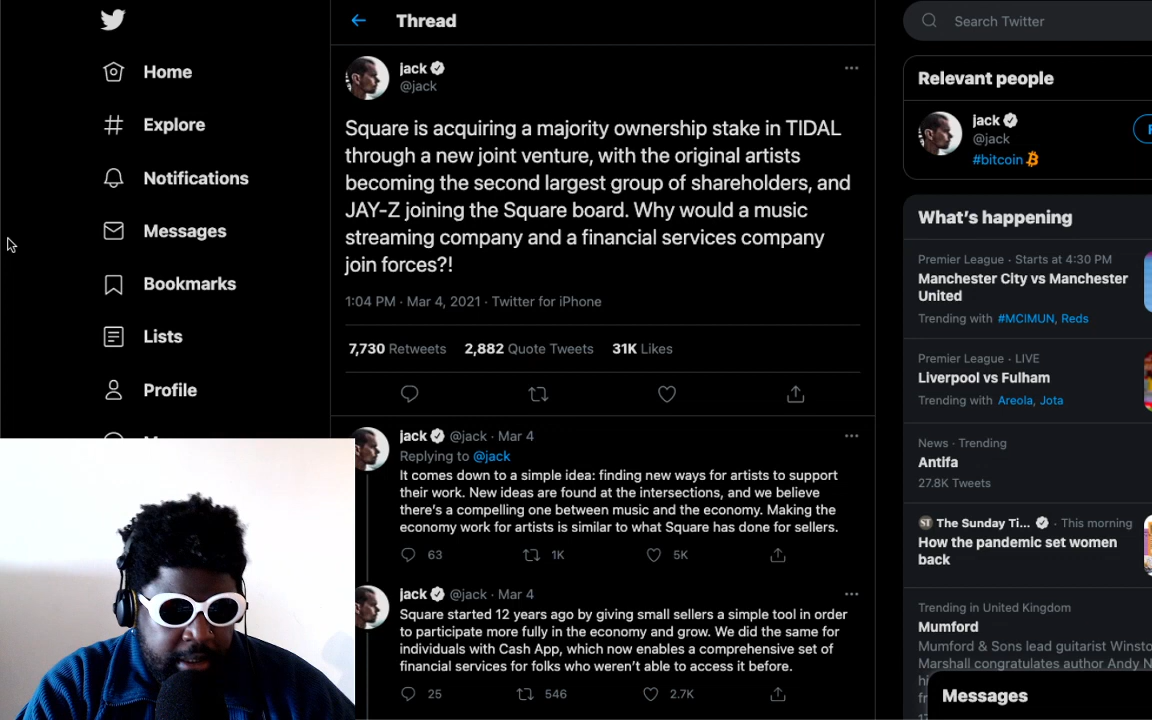 Home
Explore
Notifications
Messages
Bookmarks
Lists
Profile
Thread
jack
@jack
Square is acquiring a majority ownership stake in TIDAL
through a new joint venture, with the original artists
becoming the second largest group of shareholders, and
JAY-Z joining the Square board. Why would a music
streaming company and a financial services company
join forces?!
1:04 PM · Mar 4, 2021 · Twitter for iPhone
7,730 Retweets 2,882 Quote Tweets 31K Likes
jack @jack · Mar 4
Replying to @jack
It comes down to a simple idea: finding new ways for artists to support
their work. New ideas are found at the intersections, and we believe
there's a compelling one between music and the economy. Making the
economy work for artists is similar to what Square has done for sellers.
63 1K 5K
jack @jack · Mar 4
Square started 12 years ago by giving small sellers a simple tool in order
to participate more fully in the economy and grow. We did the same for
individuals with Cash App, which now enables a comprehensive set of
financial services for folks who weren't able to access it before.
25 546 2.7K
Search Twitter
Relevant people
jack
@jack
#bitcoin
What's happening
Premier League · Starts at 4:30 PM
Manchester City vs Manchester
United
Trending with #MCIMUN, Reds
Premier League · LIVE
Liverpool vs Fulham
Trending with Areola, Jota
News · Trending
Antifa
27.8K Tweets
ST The Sunday Ti... · This morning
How the pandemic set women
back
Trending in United Kingdom
Mumford
Mumford & Sons lead guitarist
Marshall congratulates author Andy
Messages